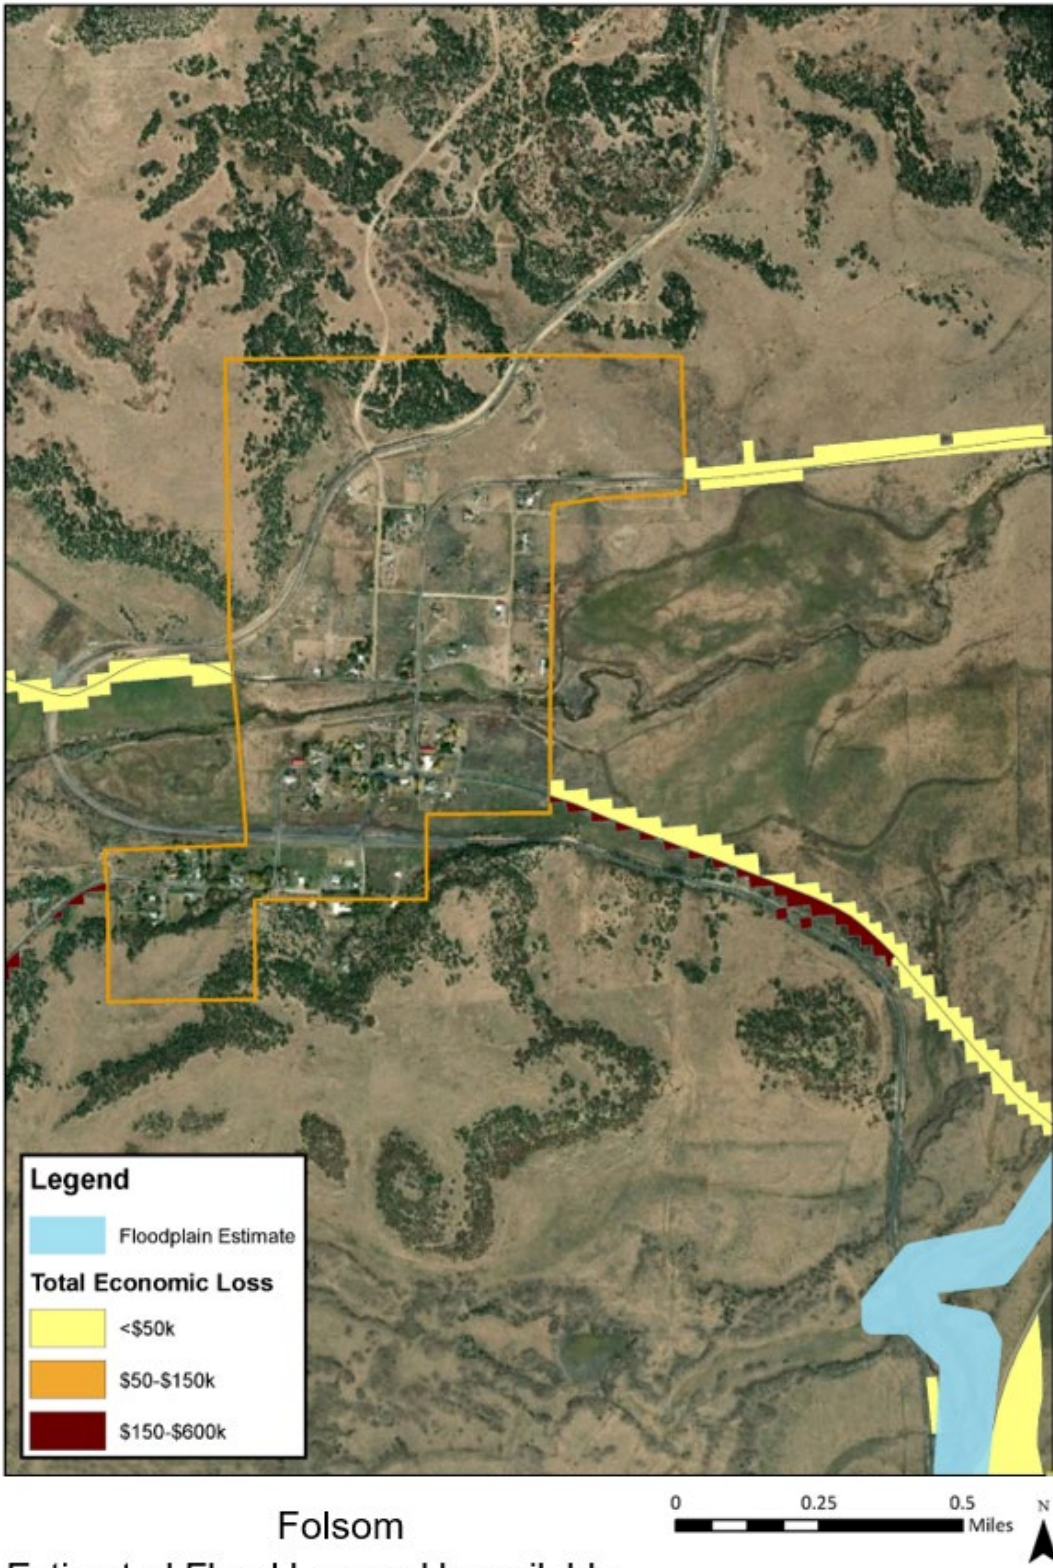 Legend
Floodplain Estimate
Total Economic Loss
<$50k
$50-$150k
$150-$600k
0 0.25 0.5
Miles
N
Folsom